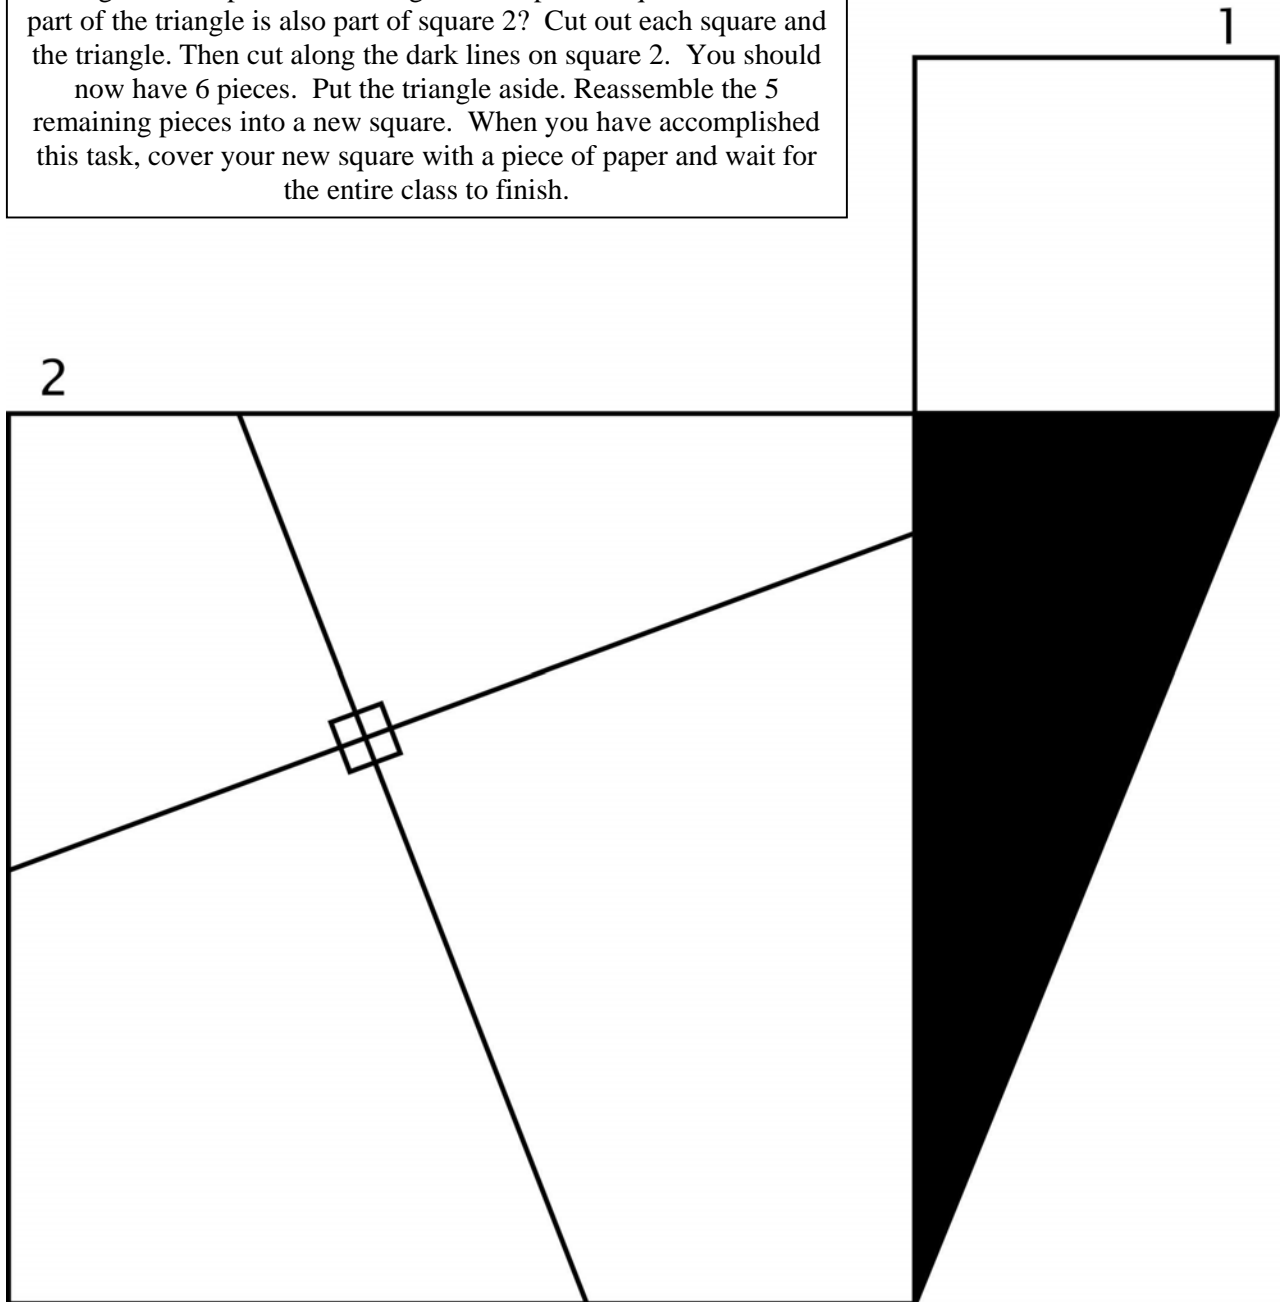 part of the triangle is also part of square 2? Cut out each square and
the triangle. Then cut along the dark lines on square 2. You should
now have 6 pieces. Put the triangle aside. Reassemble the 5
remaining pieces into a new square. When you have accomplished
this task, cover your new square with a piece of paper and wait for
the entire class to finish.
1
2